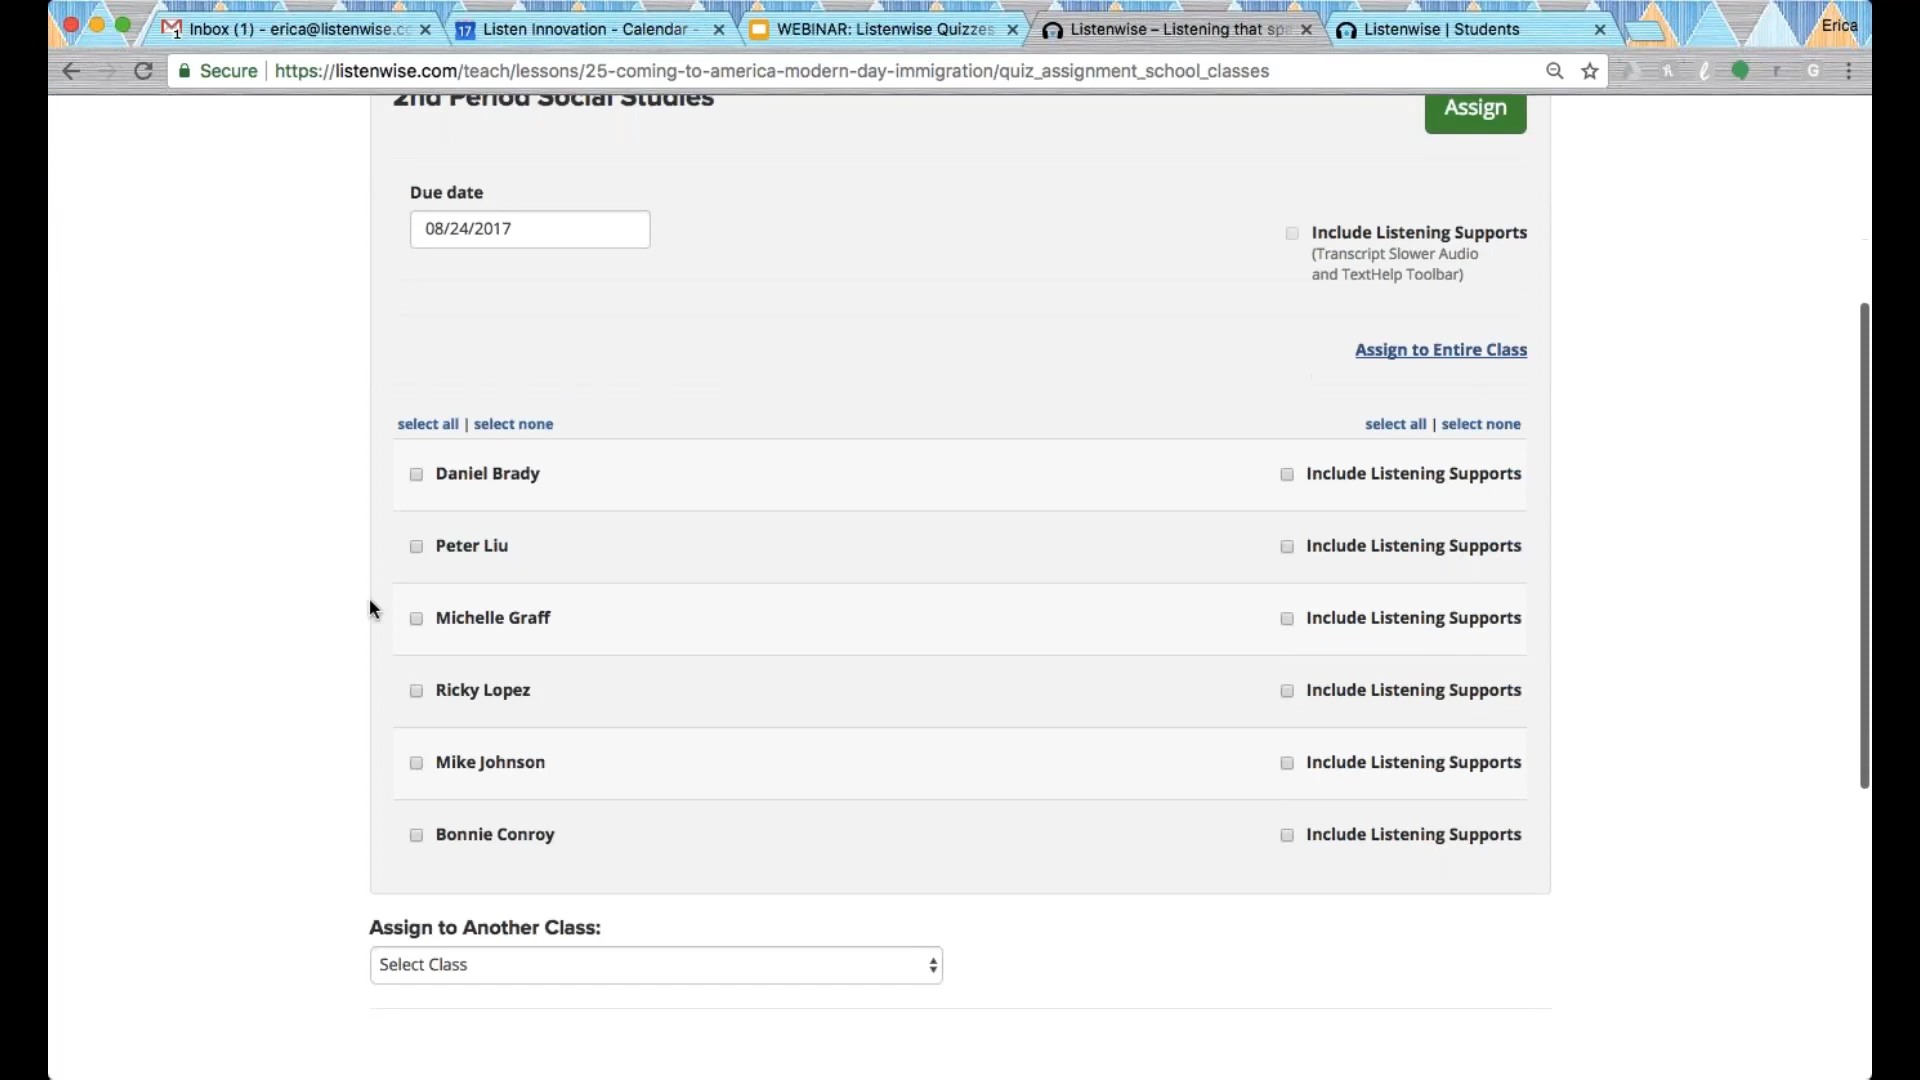 Inbox (1) - erica@listenwise.c
Listen Innovation - Calendar -
WEBINAR: Listenwise Quizzes
Listenwise – Listening that spe
Listenwise | Students
Erica
Secure | https://listenwise.com/teach/lessons/25-coming-to-america-modern-day-immigration/quiz_assignment_school_classes
2nd Period Social Studies
Assign
Due date
08/24/2017
Include Listening Supports
(Transcript Slower Audio
and TextHelp Toolbar)
Assign to Entire Class
select all | select none
select all | select none
Daniel Brady
Include Listening Supports
Peter Liu
Include Listening Supports
Michelle Graff
Include Listening Supports
Ricky Lopez
Include Listening Supports
Mike Johnson
Include Listening Supports
Bonnie Conroy
Include Listening Supports
Assign to Another Class:
Select Class